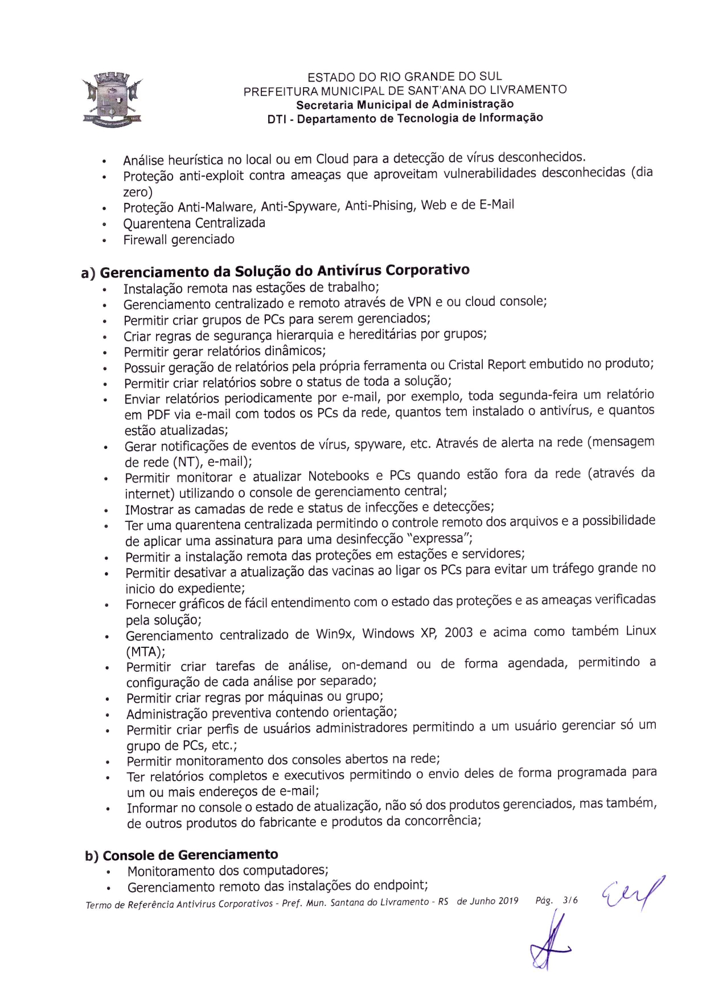 ESTADO DO RIO GRANDE DO SUL
PREFEITURA MUNICIPAL DE SANT'ANA DO LIVRAMENTO
Secretaria Municipal de Administração
DTI - Departamento de Tecnologia de Informação
• Análise heurística no local ou em Cloud para a detecção de vírus desconhecidos.
• Proteção anti-exploit contra ameaças que aproveitam vulnerabilidades desconhecidas (dia
zero)
• Proteção Anti-Malware, Anti-Spyware, Anti-Phising, Web e de E-Mail
• Quarentena Centralizada
• Firewall gerenciado
a) Gerenciamento da Solução do Antivírus Corporativo
• Instalação remota nas estações de trabalho;
• Gerenciamento centralizado e remoto através de VPN e ou cloud console;
• Permitir criar grupos de PCs para serem gerenciados;
• Criar regras de segurança hierarquia e hereditárias por grupos;
• Permitir gerar relatórios dinâmicos;
• Possuir geração de relatórios pela própria ferramenta ou Cristal Report embutido no produto;
• Permitir criar relatórios sobre o status de toda a solução;
• Enviar relatórios periodicamente por e-mail, por exemplo, toda segunda-feira um relatório
em PDF via e-mail com todos os PCs da rede, quantos tem instalado o antivírus, e quantos
estão atualizadas;
• Gerar notificações de eventos de vírus, spyware, etc. Através de alerta na rede (mensagem
de rede (NT), e-mail);
• Permitir monitorar e atualizar Notebooks e PCs quando estão fora da rede (através da
internet) utilizando o console de gerenciamento central;
• IMostrar as camadas de rede e status de infecções e detecções;
• Ter uma quarentena centralizada permitindo o controle remoto dos arquivos e a possibilidade
de aplicar uma assinatura para uma desinfecção "expressa";
• Permitir a instalação remota das proteções em estações e servidores;
• Permitir desativar a atualização das vacinas ao ligar os PCs para evitar um tráfego grande no
inicio do expediente;
• Fornecer gráficos de fácil entendimento com o estado das proteções e as ameaças verificadas
pela solução;
• Gerenciamento centralizado de Win9x, Windows XP, 2003 e acima como também Linux
(MTA);
• Permitir criar tarefas de análise, on-demand ou de forma agendada, permitindo a
configuração de cada análise por separado;
• Permitir criar regras por máquinas ou grupo;
• Administração preventiva contendo orientação;
• Permitir criar perfis de usuários administradores permitindo a um usuário gerenciar só um
grupo de PCs, etc.;
• Permitir monitoramento dos consoles abertos na rede;
• Ter relatórios completos e executivos permitindo o envio deles de forma programada para
um ou mais endereços de e-mail;
• Informar no console o estado de atualização, não só dos produtos gerenciados, mas também,
de outros produtos do fabricante e produtos da concorrência;
b) Console de Gerenciamento
• Monitoramento dos computadores;
• Gerenciamento remoto das instalações do endpoint;
Termo de Referência Antivírus Corporativos - Pref. Mun. Santana do Livramento - RS de Junho 2019 Pág. 3/6